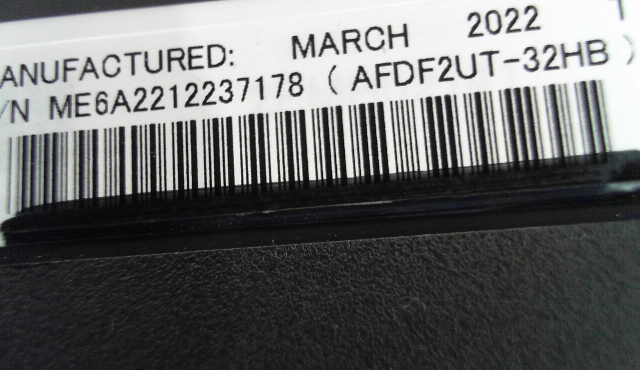 ANUFACTURED: MARCH 2022
/N ME6A2212237178 ( AFDF2UT-32HB )